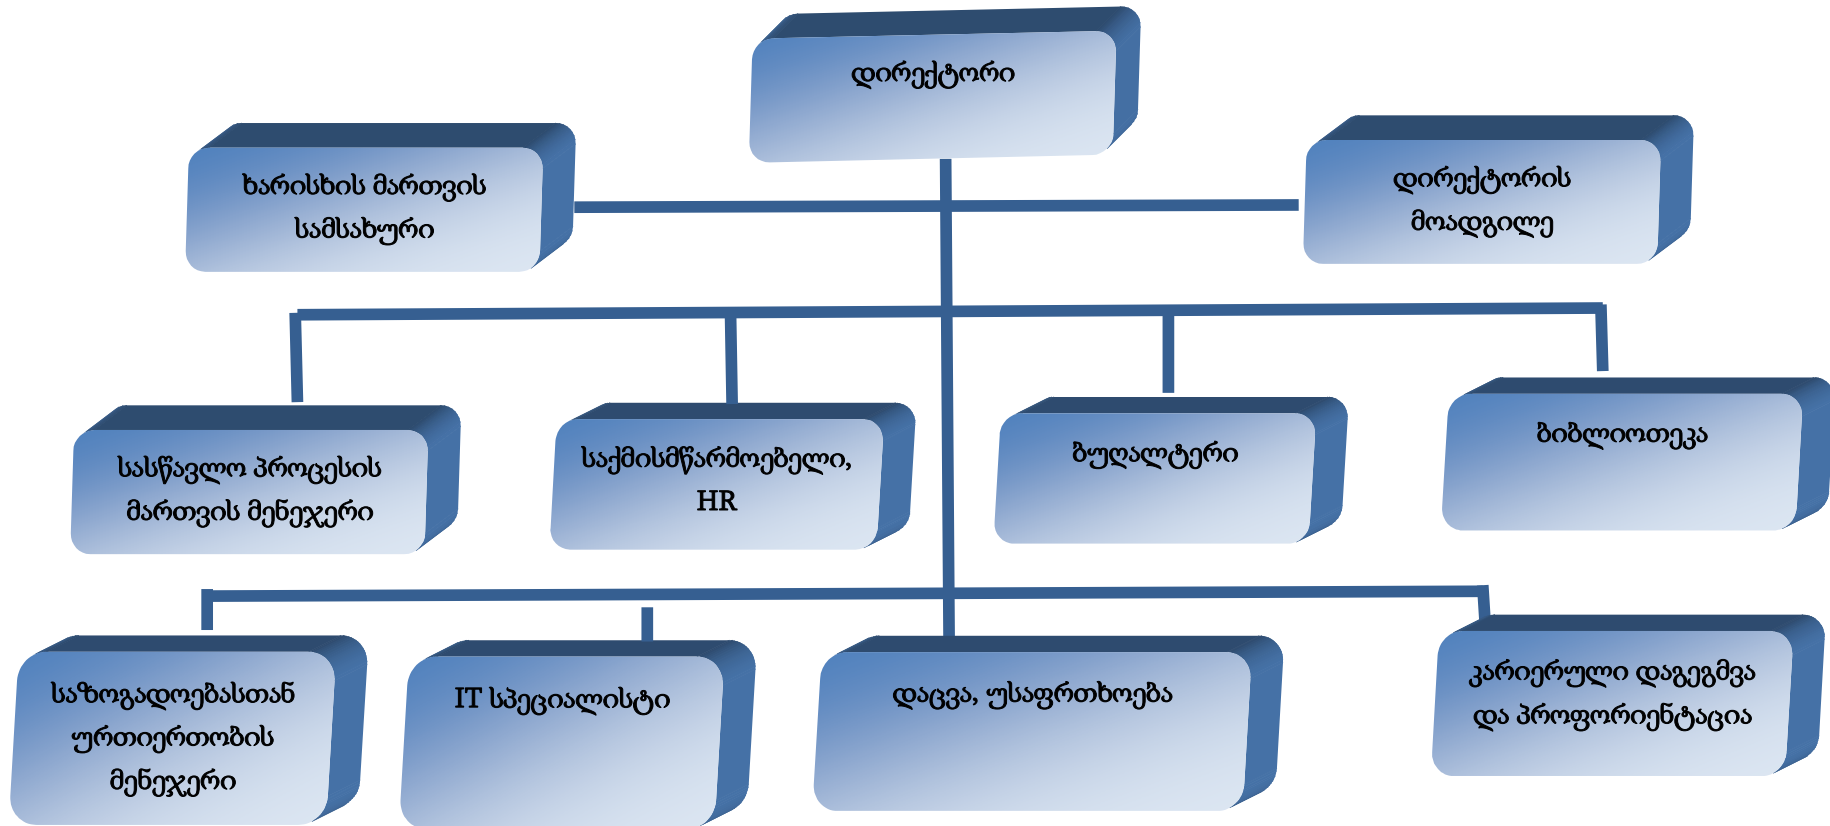 დირექტორი
ხარისხის მართვის
სამსახური
დირექტორის
მოადგილე
სასწავლო პროცესის
მართვის მენეჯერი
საქმისმწარმოებელი,
HR
ბუღალტერი
ბიბლიოთეკა
საზოგადოებასთან
ურთიერთობის
მენეჯერი
IT სპეციალისტი
დაცვა, უსაფრთხოება
კარიერული დაგეგმვა
და პროფორიენტაცია